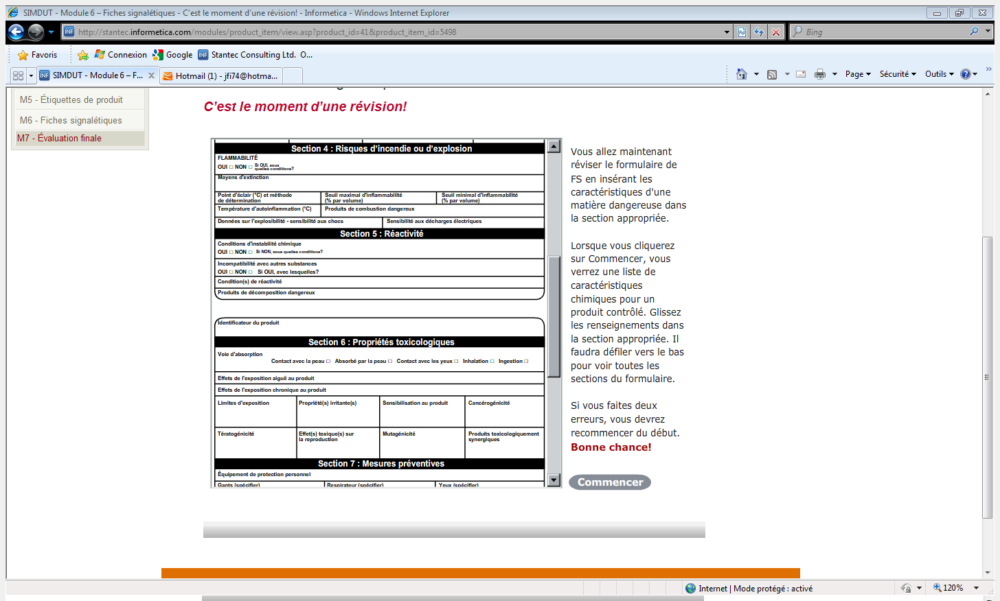 SIMDUT - Module 6 – Fiches signalétiques - C’est le moment d’une révision! - Informetica - Windows Internet Explorer
http://stantec.informetica.com/modules/product_item/view.asp?product_id=41&product_item_id=5498
Bing
Favoris
Connexion
Google
Stantec Consulting Ltd. O...
SIMDUT - Module 6 – F...
Hotmail (1) - jfi74@hotma...
Page
Sécurité
Outils
M5 - Étiquettes de produit
M6 - Fiches signalétiques
M7 - Évaluation finale
C’est le moment d’une révision!
Section 4 : Risques d’incendie ou d’explosion
FLAMMABILITÉ
OUI □ NON □ Si OUI, sous quelles conditions?
Moyens d'extinction
Point d'éclair (°C) et méthode de détermination
Seuil maximal d'inflammabilité (% par volume)
Seuil minimal d'inflammabilité (% par volume)
Température d'autoinflammation (°C)
Produits de combustion dangereux
Données sur l'explosibilité - sensibilité aux chocs
Sensibilité aux décharges électriques
Section 5 : Réactivité
Conditions d'instabilité chimique
OUI □ NON □ Si NON, sous quelles conditions?
Incompatibilité avec autres substances
OUI □ NON □ Si OUI, avec lesquelles?
Condition(s) de réactivité
Produits de décomposition dangereux
Identificateur du produit
Section 6 : Propriétés toxicologiques
Voie d'absorption
Contact avec la peau □ Absorbé par la peau □ Contact avec les yeux □ Inhalation □ Ingestion □
Effets de l'exposition aiguë au produit
Effets de l'exposition chronique au produit
Limites d'exposition
Propriété(s) irritante(s)
Sensibilisation au produit
Cancérogénicité
Tératogénicité
Effet(s) toxique(s) sur la reproduction
Mutagénicité
Produits toxicologiquement synergiques
Section 7 : Mesures préventives
Équipement de protection personnel
Gants (spécifier)
Respirateur (spécifier)
Yeux (spécifier)
Vous allez maintenant
réviser le formulaire de
FS en insérant les
caractéristiques d'une
matière dangereuse dans
la section appropriée.
Lorsque vous cliquerez
sur Commencer, vous
verrez une liste de
caractéristiques
chimiques pour un
produit contrôlé. Glissez
les renseignements dans
la section appropriée. Il
faudra défiler vers le bas
pour voir toutes les
sections du formulaire.
Si vous faites deux
erreurs, vous devrez
recommencer du début.
Bonne chance!
Commencer
Internet | Mode protégé : activé
120%